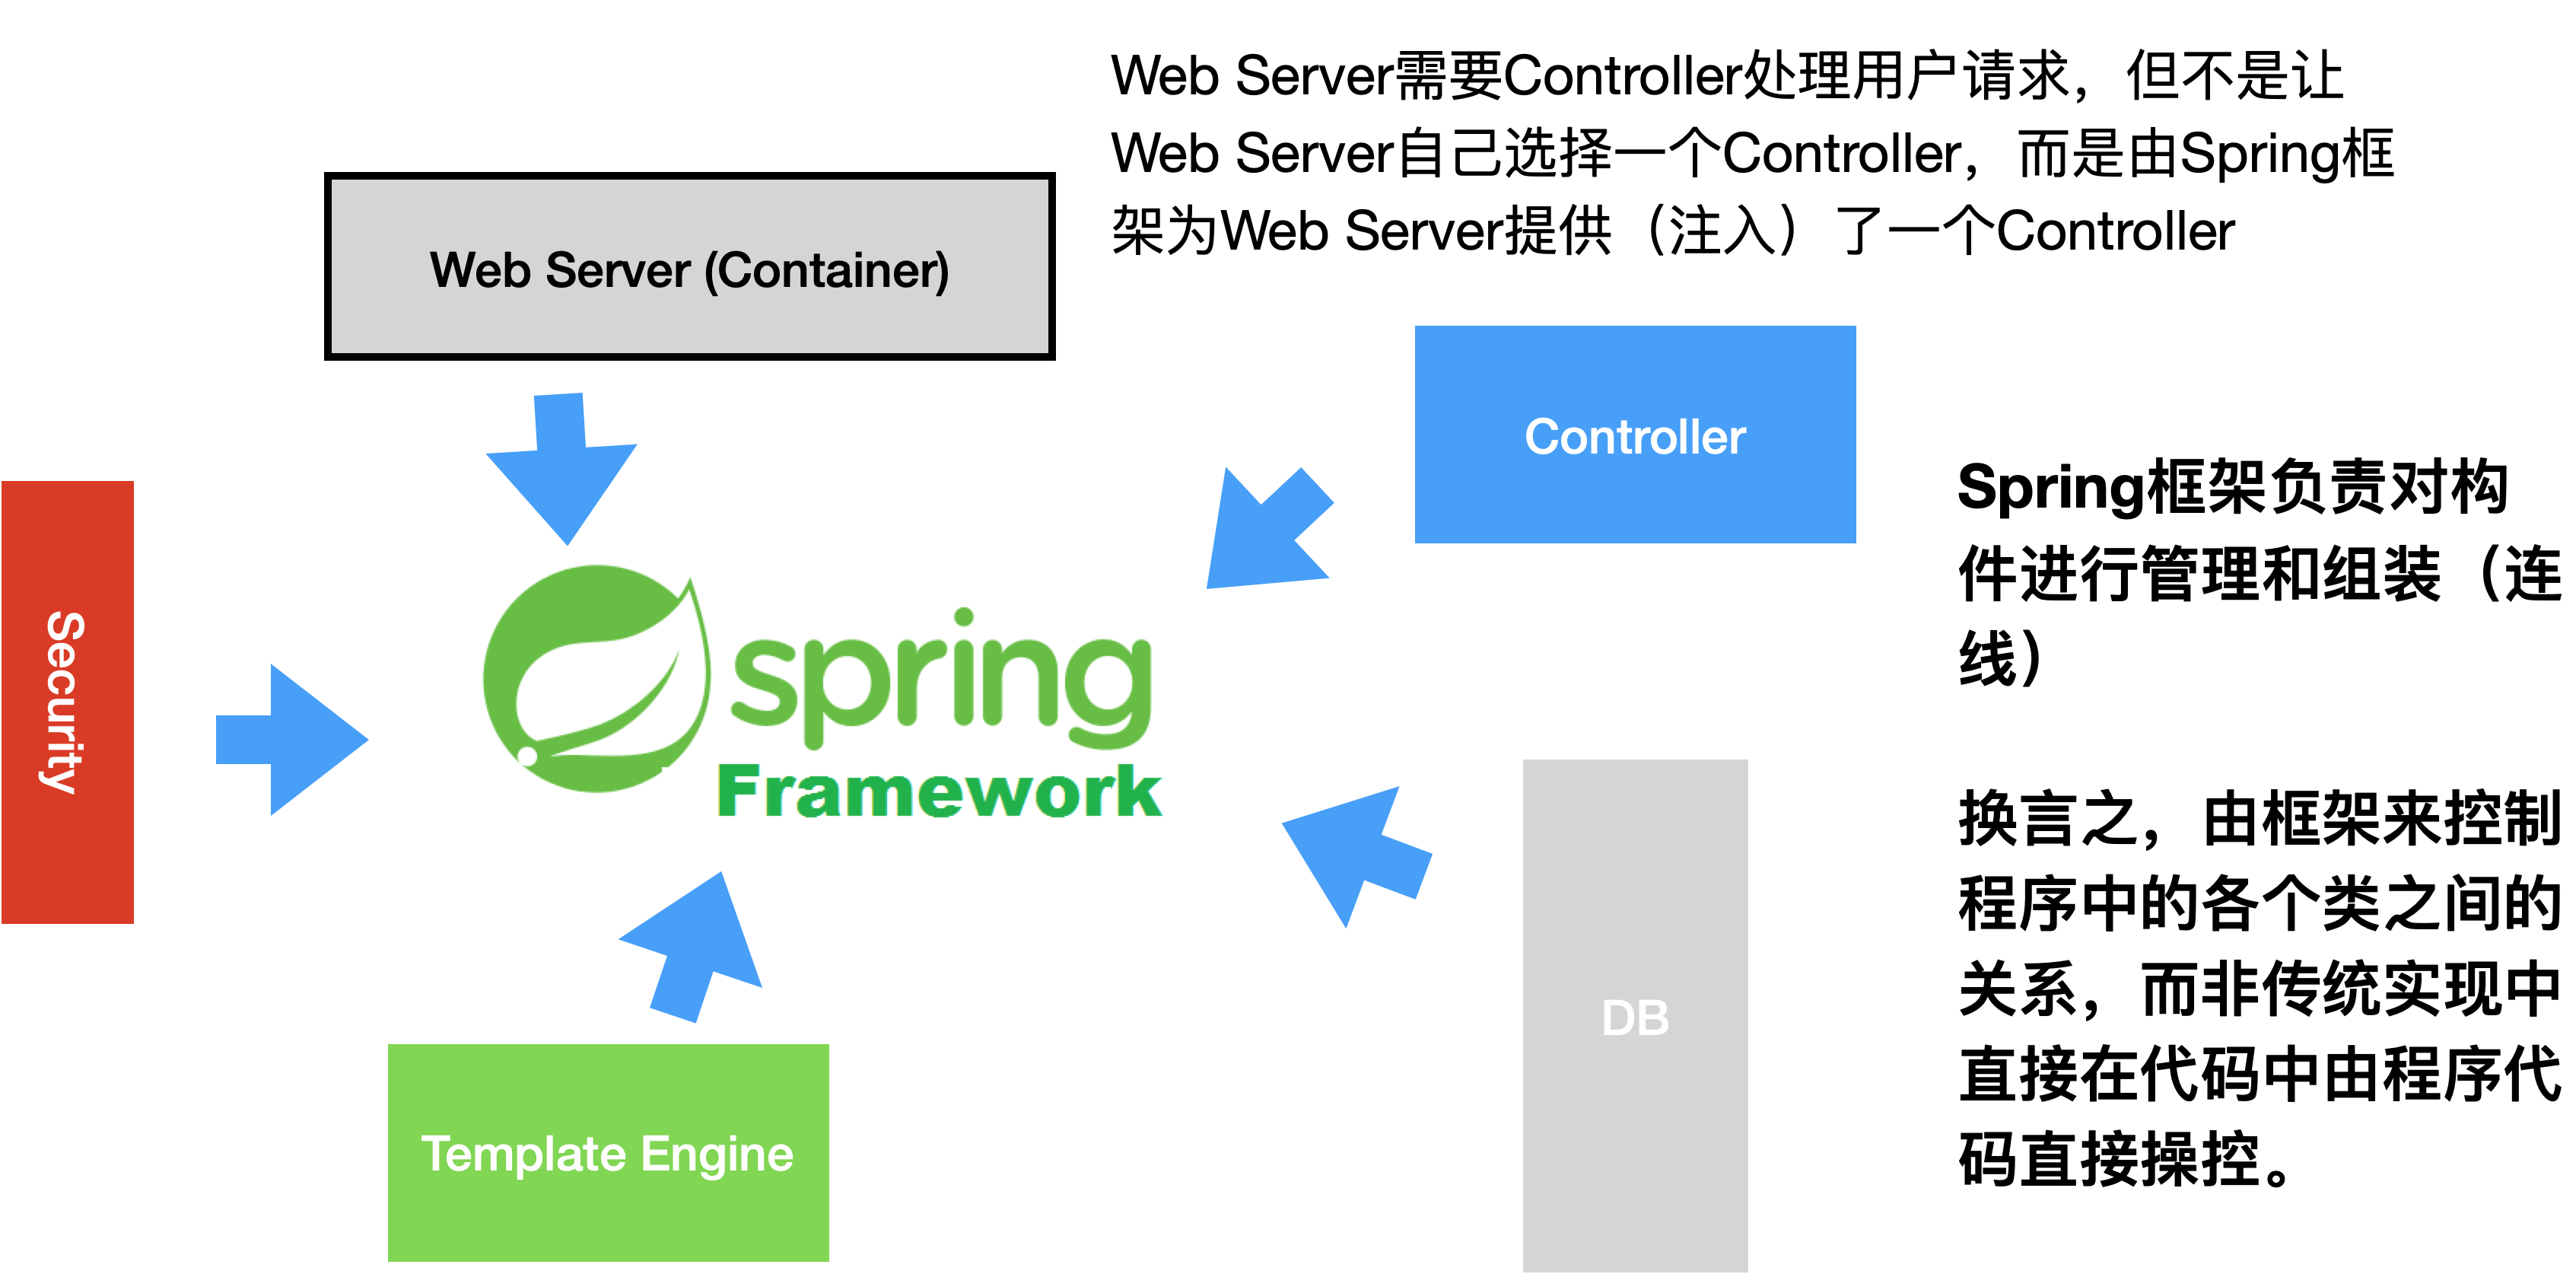 Web Server需要Controller处理用户请求，但不是让
Web Server自己选择一个Controller，而是由Spring框
架为Web Server提供（注入）了一个Controller
Web Server (Container)
Controller
Security
Spring框架负责对构
件进行管理和组装（连
线）
spring
Framework
换言之，由框架来控制
程序中的各个类之间的
关系，而非传统实现中
直接在代码中由程序代
码直接操控。
DB
Template Engine